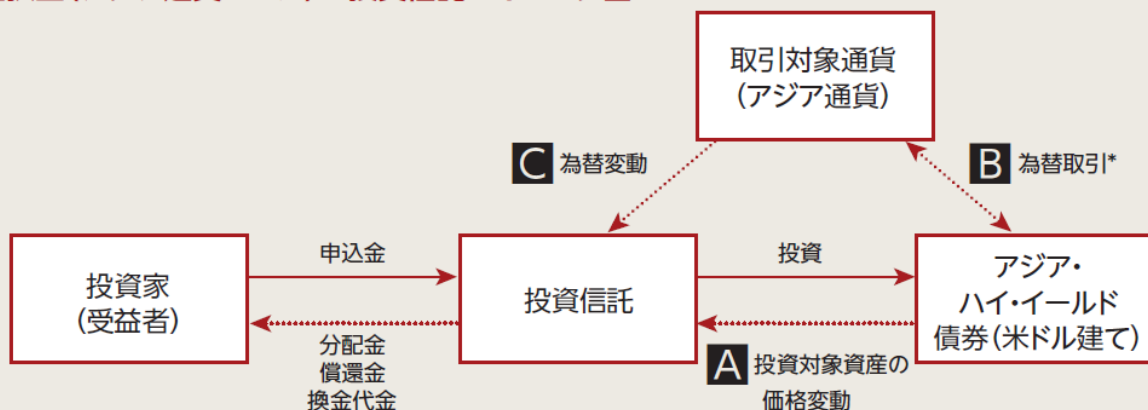 取引対象通貨
（アジア通貨）
C 為替変動
B 為替取引*
投資家
（受益者）
申込金
投資信託
投資
アジア・
ハイ・イールド
債券（米ドル建て）
分配金
償還金
換金代金
A 投資対象資産の
価格変動